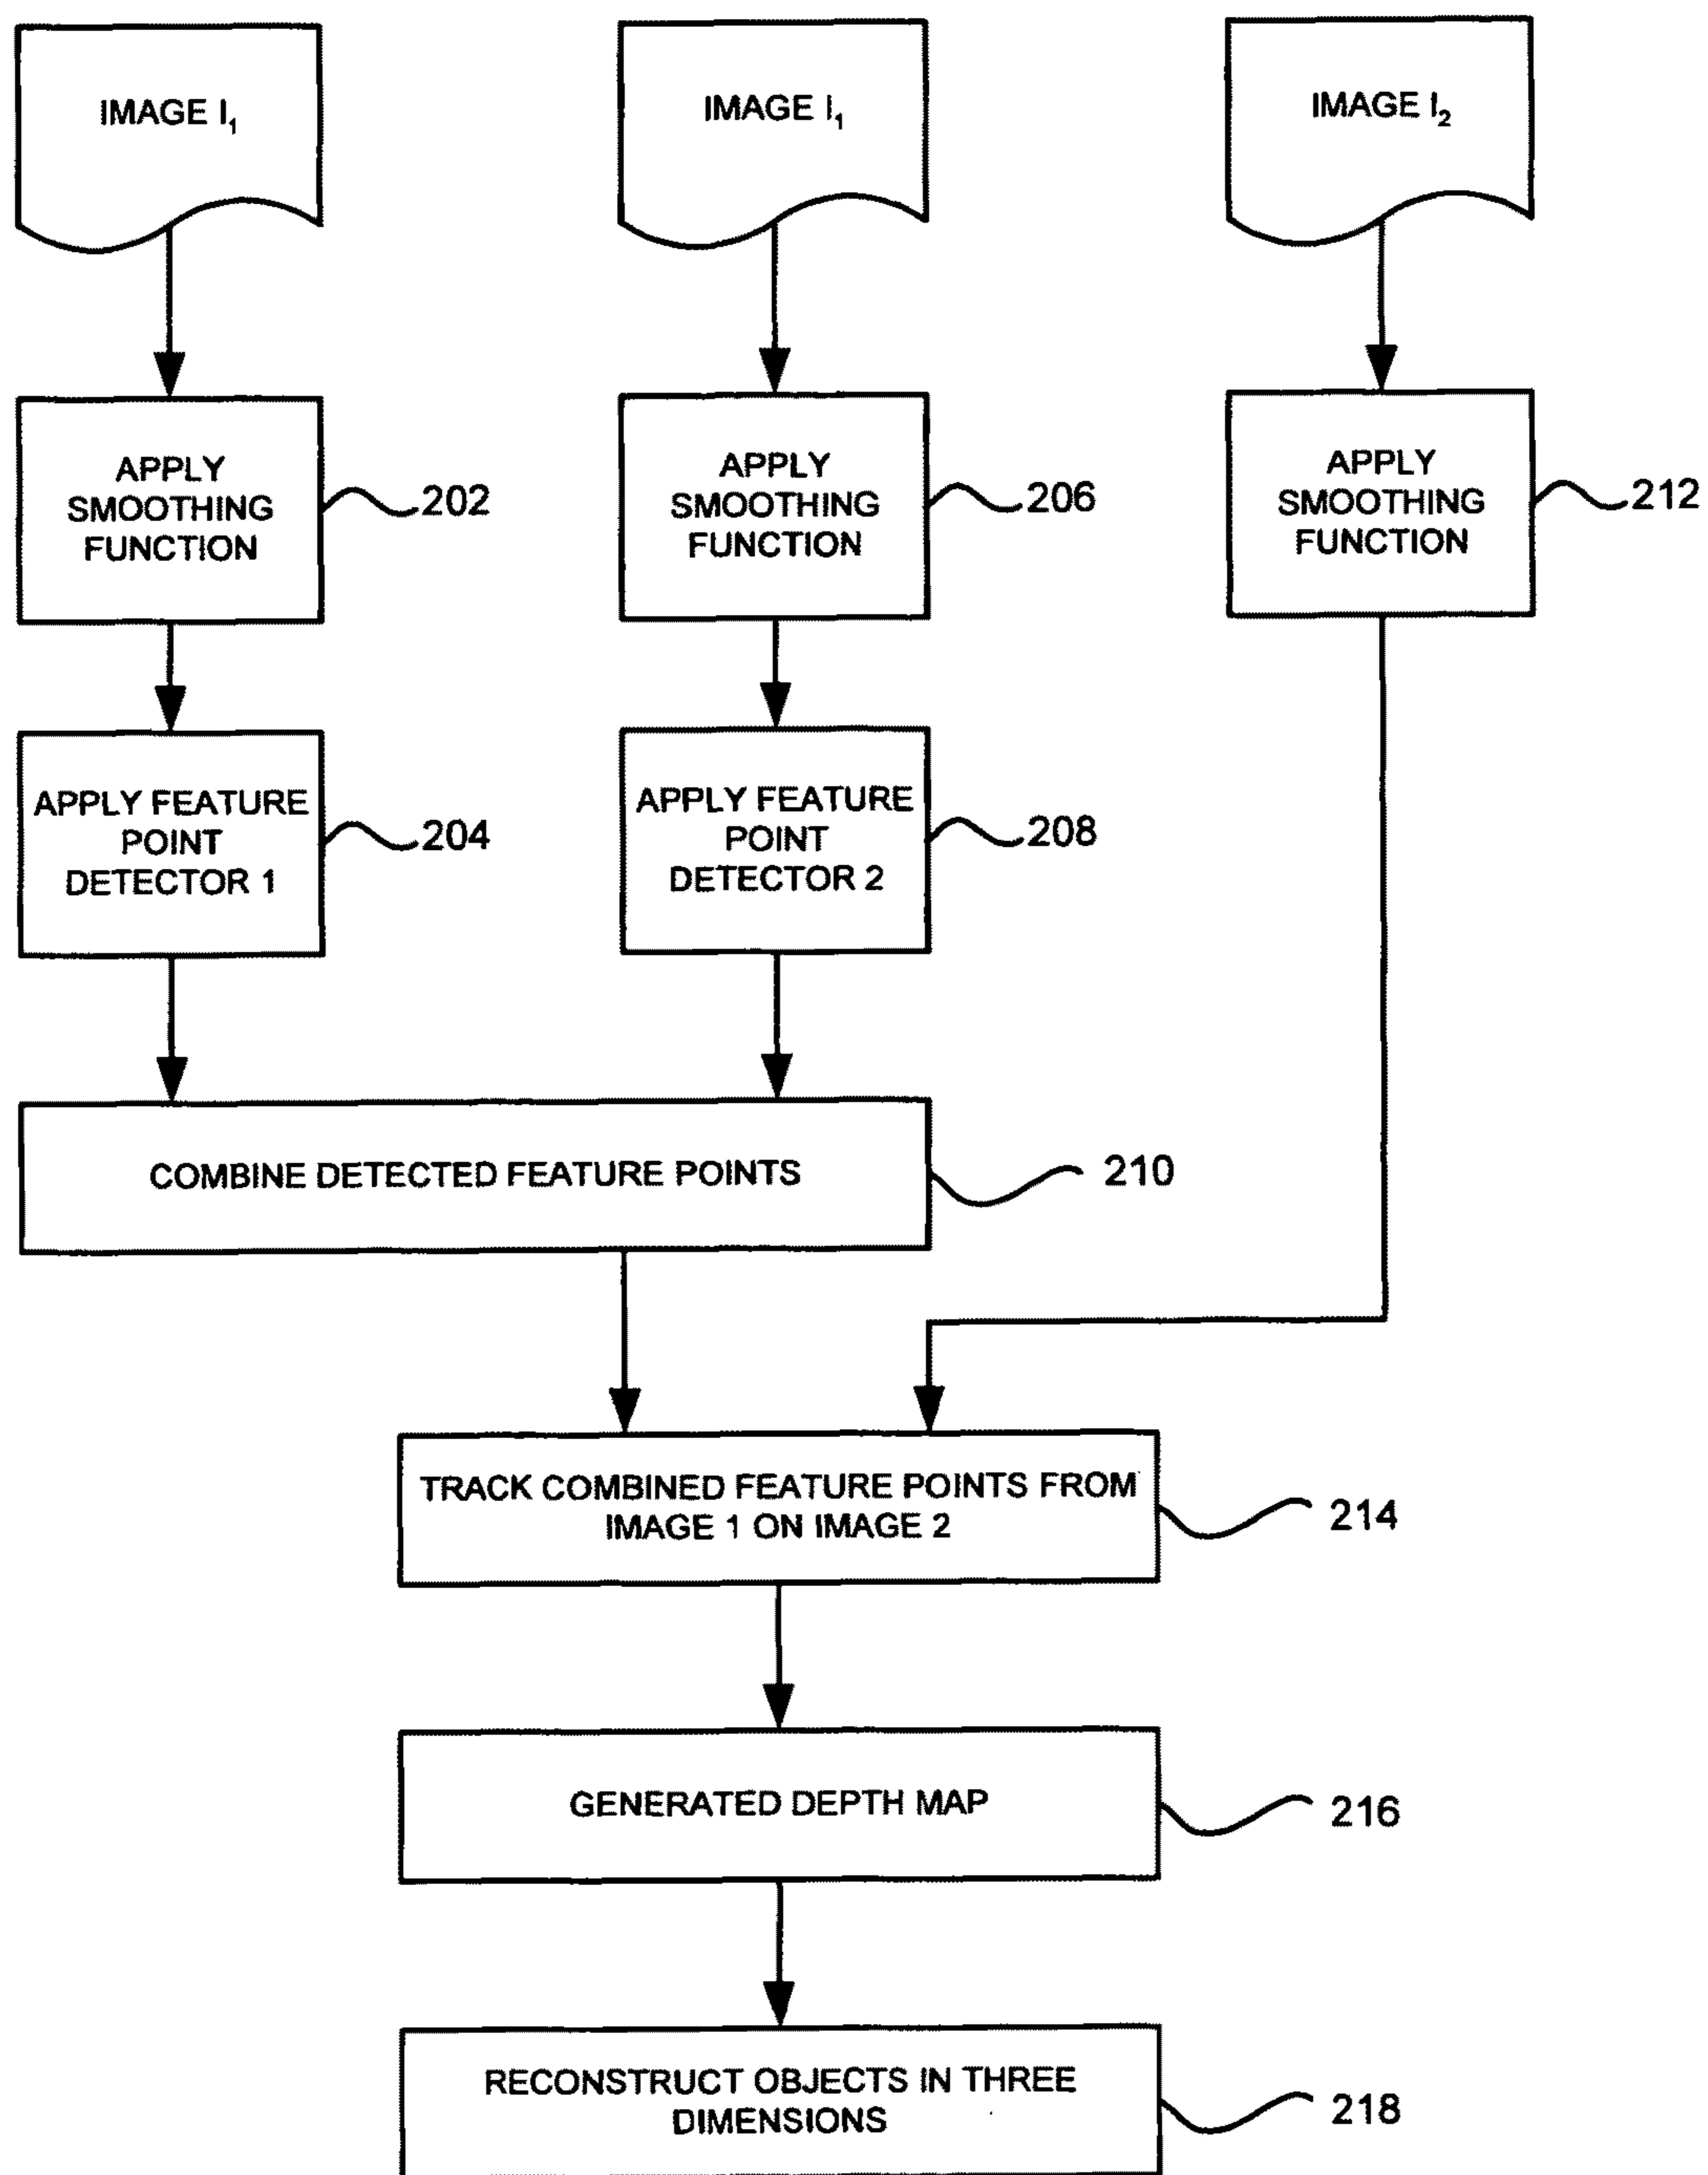 IMAGE I₁
IMAGE I₁
IMAGE I₂
APPLY
SMOOTHING
FUNCTION
202
APPLY
SMOOTHING
FUNCTION
206
APPLY
SMOOTHING
FUNCTION
212
APPLY FEATURE
POINT
DETECTOR 1
204
APPLY FEATURE
POINT
DETECTOR 2
208
COMBINE DETECTED FEATURE POINTS
210
TRACK COMBINED FEATURE POINTS FROM
IMAGE 1 ON IMAGE 2
214
GENERATED DEPTH MAP
216
RECONSTRUCT OBJECTS IN THREE
DIMENSIONS
218